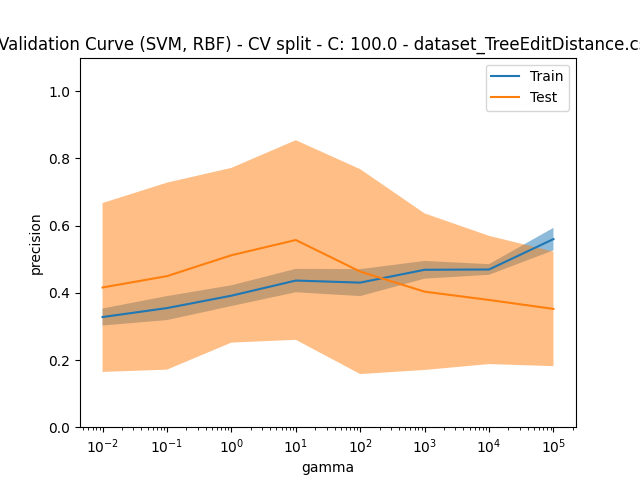 Validation Curve (SVM, RBF) - CV split - C: 100.0 - dataset_TreeEditDistance.c
Train
Test
1.0
0.8
0.6
0.4
0.2
0.0
precision
10⁻² 10⁻¹ 10⁰ 10¹ 10² 10³ 10⁴ 10⁵
gamma